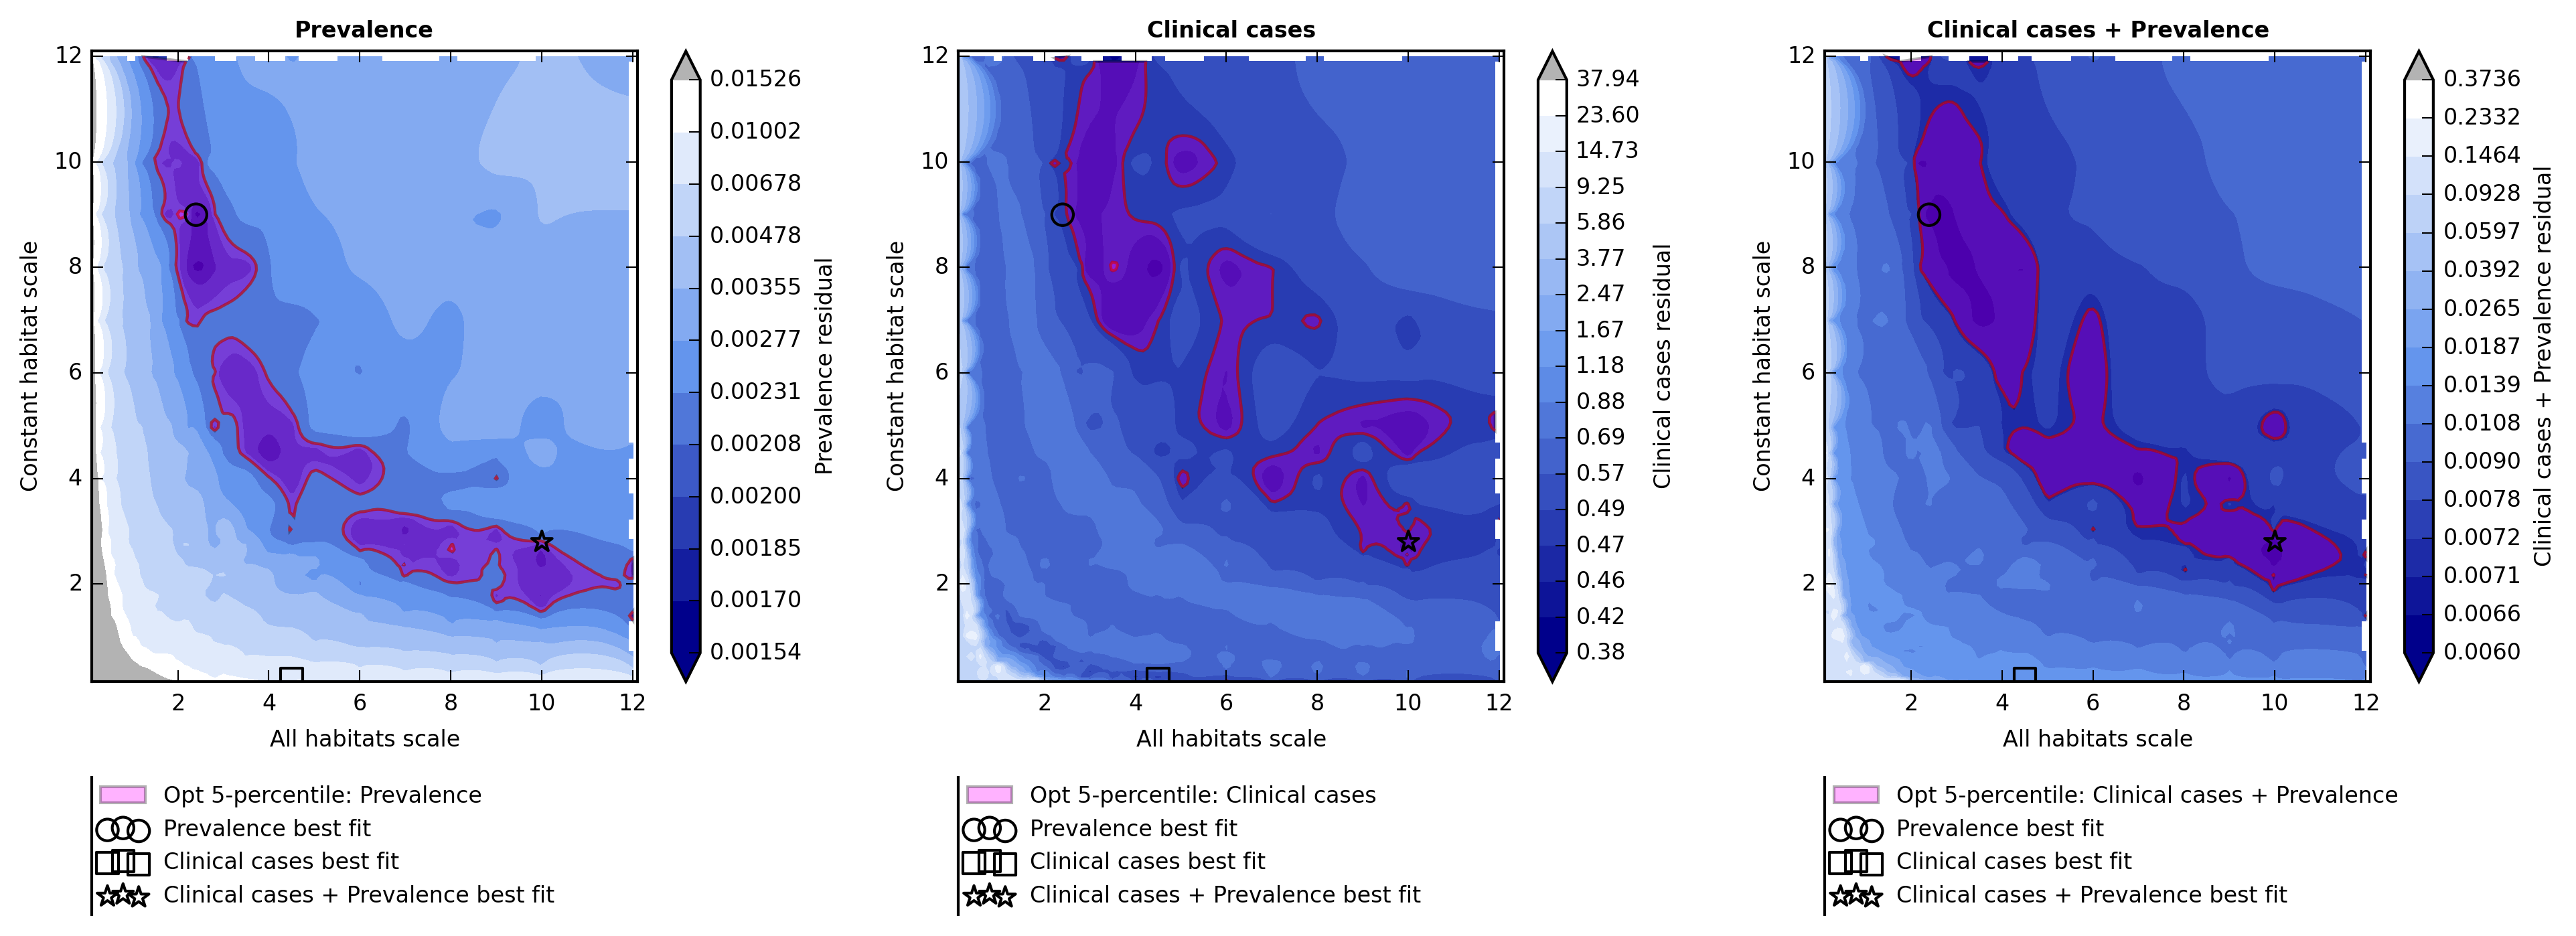 Prevalence
12
10
8
6
4
2
2 4 6 8 10 12
Constant habitat scale
All habitats scale
0.01526
0.01002
0.00678
0.00478
0.00355
0.00277
0.00231
0.00208
0.00200
0.00185
0.00170
0.00154
Prevalence residual
Opt 5-percentile: Prevalence
Prevalence best fit
Clinical cases best fit
Clinical cases + Prevalence best fit
Clinical cases
12
10
8
6
4
2
2 4 6 8 10 12
Constant habitat scale
All habitats scale
37.94
23.60
14.73
9.25
5.86
3.77
2.47
1.67
1.18
0.88
0.69
0.57
0.49
0.47
0.46
0.42
0.38
Clinical cases residual
Opt 5-percentile: Clinical cases
Prevalence best fit
Clinical cases best fit
Clinical cases + Prevalence best fit
Clinical cases + Prevalence
12
10
8
6
4
2
2 4 6 8 10 12
Constant habitat scale
All habitats scale
0.3736
0.2332
0.1464
0.0928
0.0597
0.0392
0.0265
0.0187
0.0139
0.0108
0.0090
0.0078
0.0072
0.0071
0.0066
0.0060
Clinical cases + Prevalence residual
Opt 5-percentile: Clinical cases + Prevalence
Prevalence best fit
Clinical cases best fit
Clinical cases + Prevalence best fit